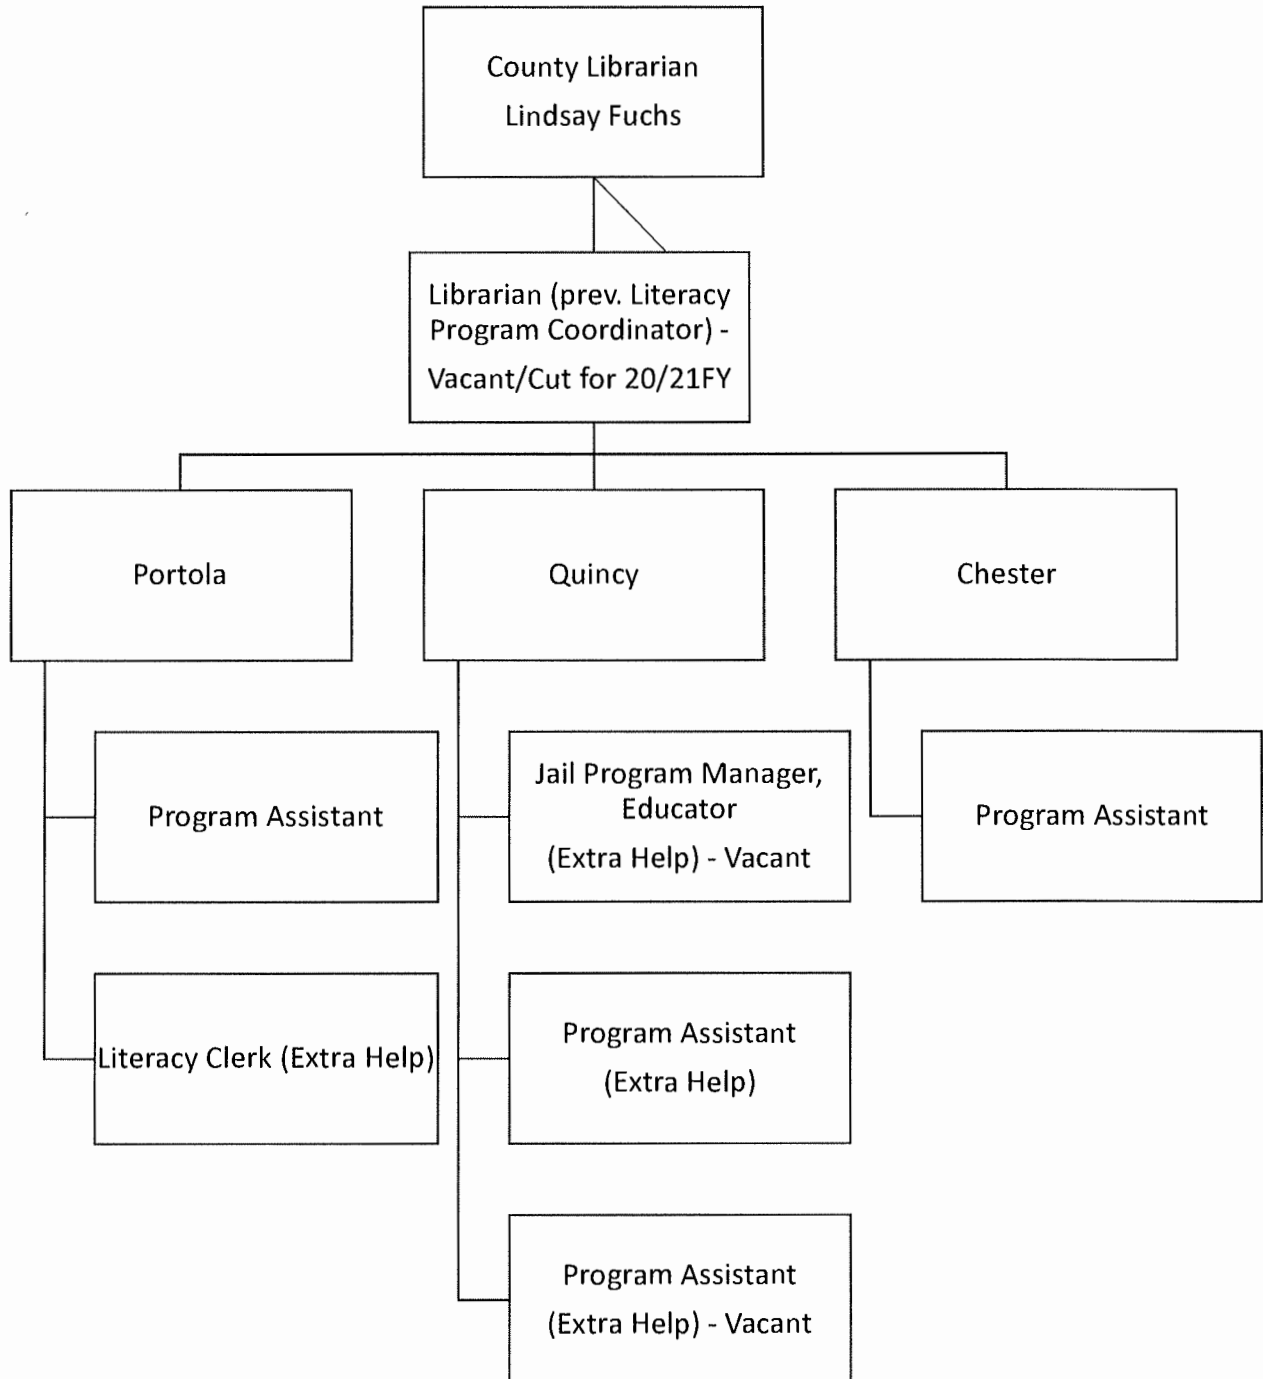 County Librarian
Lindsay Fuchs
Librarian (prev. Literacy
Program Coordinator) -
Vacant/Cut for 20/21FY
Portola
Quincy
Chester
Program Assistant
Literacy Clerk (Extra Help)
Jail Program Manager,
Educator
(Extra Help) - Vacant
Program Assistant
(Extra Help)
Program Assistant
(Extra Help) - Vacant
Program Assistant